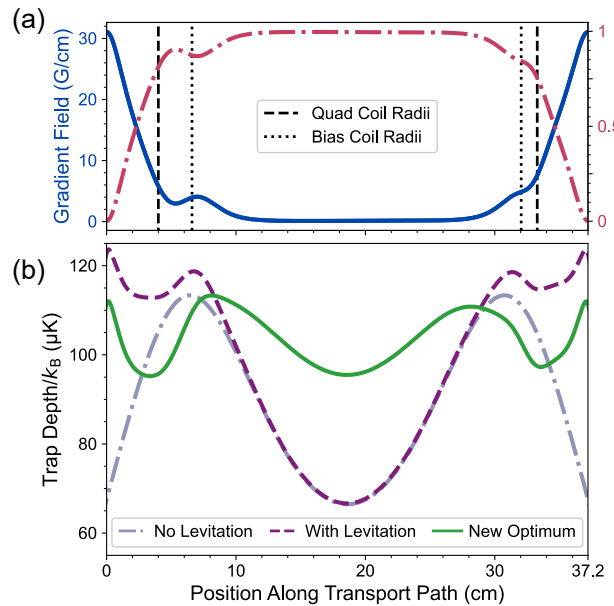 (a)
30
20
10
0
Gradient Field (G/cm)
Quad Coil Radii
Bias Coil Radii
1
0.5
0
(b)
120
100
80
60
Trap Depth/kB (µK)
No Levitation
With Levitation
New Optimum
0
10
20
30
37.2
Position Along Transport Path (cm)